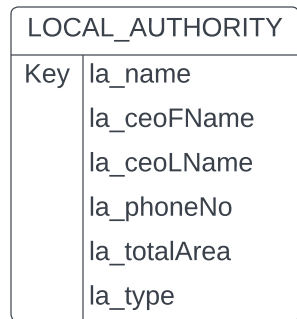 LOCAL_AUTHORITY
Key la_name
la_ceoFName
la_ceoLName
la_phoneNo
la_totalArea
la_type